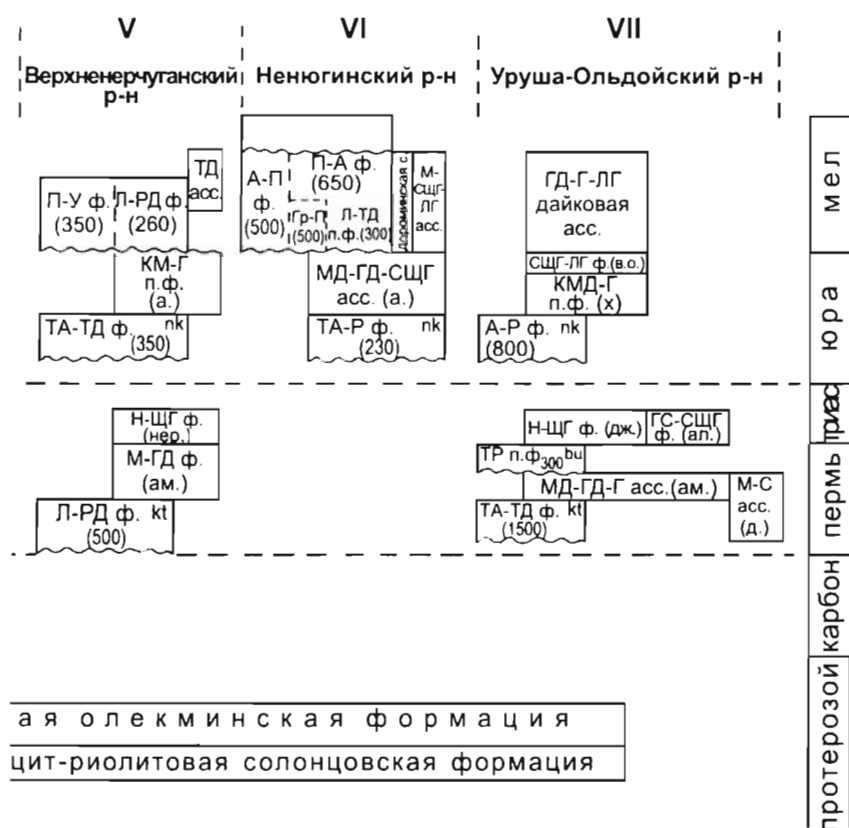 V
VI
VII
Верхненерчуганский
р-н
Ненюгинский р-н
Уруша-Ольдойский р-н
П-У ф.
(350)
Л-РД ф.
(260)
ТД
асс.
КМ-Г
п.ф.
(а.)
ТА-ТД ф. nk
(350)
Н-ЩГ ф.
(нер.)
М-ГД ф.
(ам.)
Л-РД ф. kt
(500)
А-П
ф.
(500)
П-А ф.
(650)
Гр-П
(500)
Л-ТД
п.ф.(300)
М-
СЩГ-
ЛГ
асс.
МД-ГД-СЩГ
асс. (а.)
ТА-Р ф. nk
(230)
ГД-Г-ЛГ
дайковая
асс.
СЩГ-ЛГ ф.(в.о.)
КМД-Г
п.ф. (х)
А-Р ф. nk
(800)
Н-ЩГ ф. (дж.)
ГС-СЩГ
ф. (ал.)
ТР п.ф. 300 bu
МД-ГД-Г асс.(ам.)
М-С
асс.
(д.)
ТА-ТД ф. kt
(1500)
мел
юра
триас
пермь
карбон
протерозой
ая олекминская формация
цит-риолитовая солонцовская формация